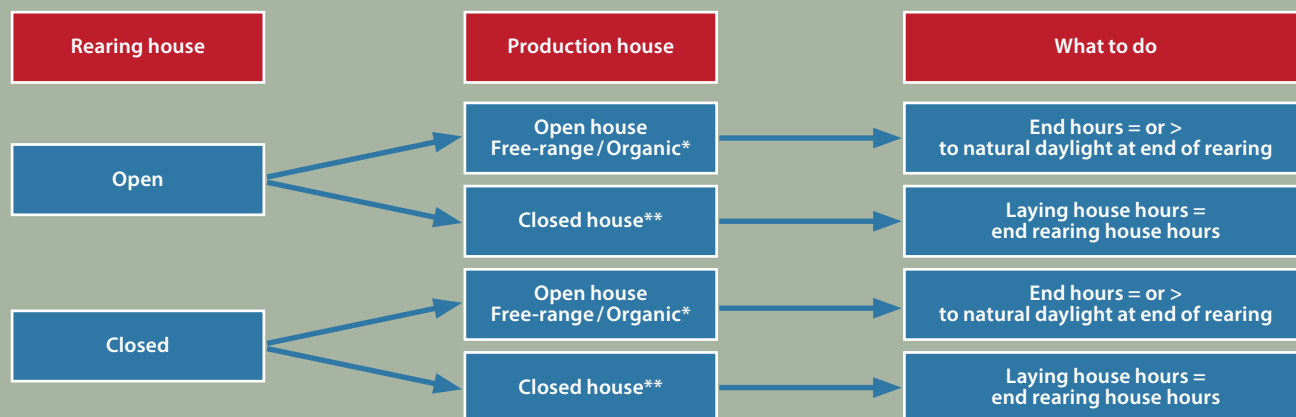 Rearing house
Production house
What to do
Open
Open house
Free-range / Organic*
End hours = or >
to natural daylight at end of rearing
Closed house**
Laying house hours =
end rearing house hours
Closed
Open house
Free-range / Organic*
End hours = or >
to natural daylight at end of rearing
Closed house**
Laying house hours =
end rearing house hours